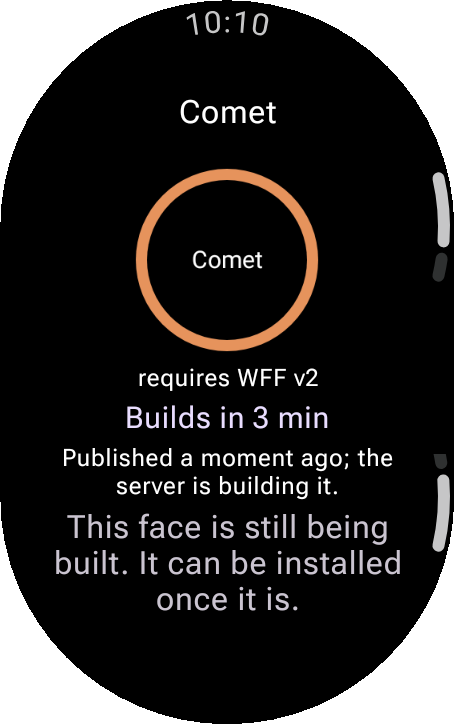 10:10
Comet
Comet
requires WFF v2
Builds in 3 min
Published a moment ago; the
server is building it.
This face is still being
built. It can be installed
once it is.